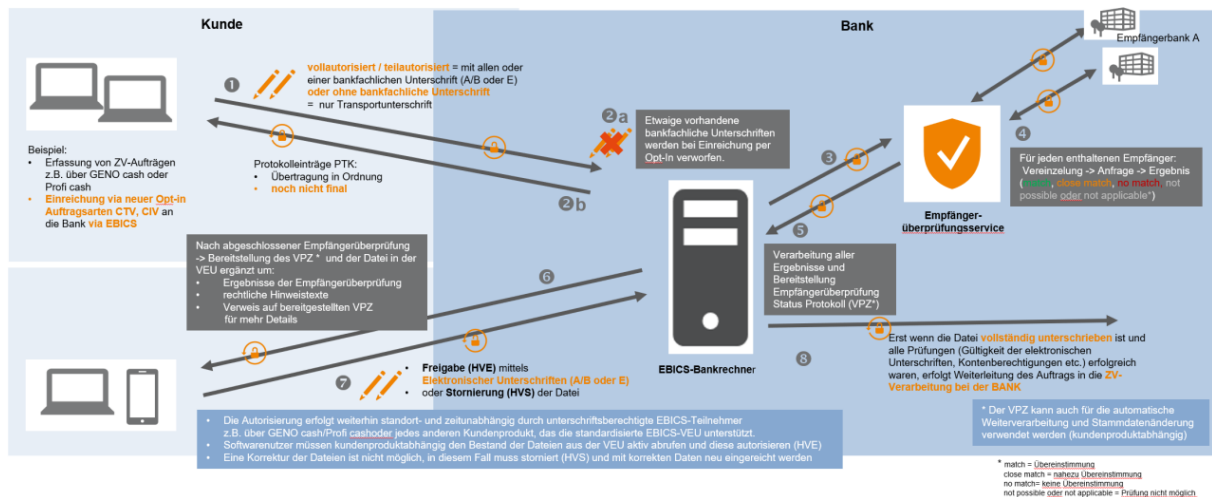 Kunde
Bank
Empfängerbank A
❶
vollautorisiert / teilautorisiert = mit allen oder
einer bankfachlichen Unterschrift (A/B oder E)
oder ohne bankfachliche Unterschrift
= nur Transportunterschrift
❷a
Etwaige vorhandene
bankfachliche Unterschriften
werden bei Einreichung per
Opt-In verworfen.
❸
❹
Für jeden enthaltenen Empfänger:
Vereinzelung -> Anfrage -> Ergebnis
(match, close match, no match, not
possible oder not applicable*)
Beispiel:
• Erfassung von ZV-Aufträgen
z.B. über GENO cash oder
Profi cash
• Einreichung via neuer Opt-in
Auftragsarten CTV, CIV an
die Bank via EBICS
Protokolleinträge PTK:
• Übertragung in Ordnung
• noch nicht final
❷b
Empfänger-
überprüfungsservice
❺
Nach abgeschlossener Empfängerüberprüfung
-> Bereitstellung des VPZ * und der Datei in der
VEU ergänzt um:
• Ergebnisse der Empfängerüberprüfung
• rechtliche Hinweistexte
• Verweis auf bereitgestellten VPZ
für mehr Details
❻
Verarbeitung aller
Ergebnisse und
Bereitstellung
Empfängerüberprüfung
Status Protokoll (VPZ*)
❼
• Freigabe (HVE) mittels
Elektronischer Unterschriften (A/B oder E)
• oder Stornierung (HVS) der Datei
EBICS-Bankrechner
❽
Erst wenn die Datei vollständig unterschrieben ist und
alle Prüfungen (Gültigkeit der elektronischen
Unterschriften, Kontenberechtigungen etc.) erfolgreich
waren, erfolgt Weiterleitung des Auftrags in die ZV-
Verarbeitung bei der BANK
• Die Autorisierung erfolgt weiterhin standort- und zeitunabhängig durch unterschriftsberechtigte EBICS-Teilnehmer
z.B. über GENO cash/Profi cashoder jedes anderen Kundenprodukt, das die standardisierte EBICS-VEU unterstützt.
• Softwarenutzer müssen kundenproduktabhängig den Bestand der Dateien aus der VEU aktiv abrufen und diese autorisieren (HVE)
• Eine Korrektur der Dateien ist nicht möglich, in diesem Fall muss storniert (HVS) und mit korrekten Daten neu eingereicht werden
* Der VPZ kann auch für die automatische
Weiterverarbeitung und Stammdatenänderung
verwendet werden (kundenproduktabhängig)
* match = Übereinstimmung
close match = nahezu Übereinstimmung
no match= keine Übereinstimmung
not possible oder not applicable = Prüfung nicht möglich